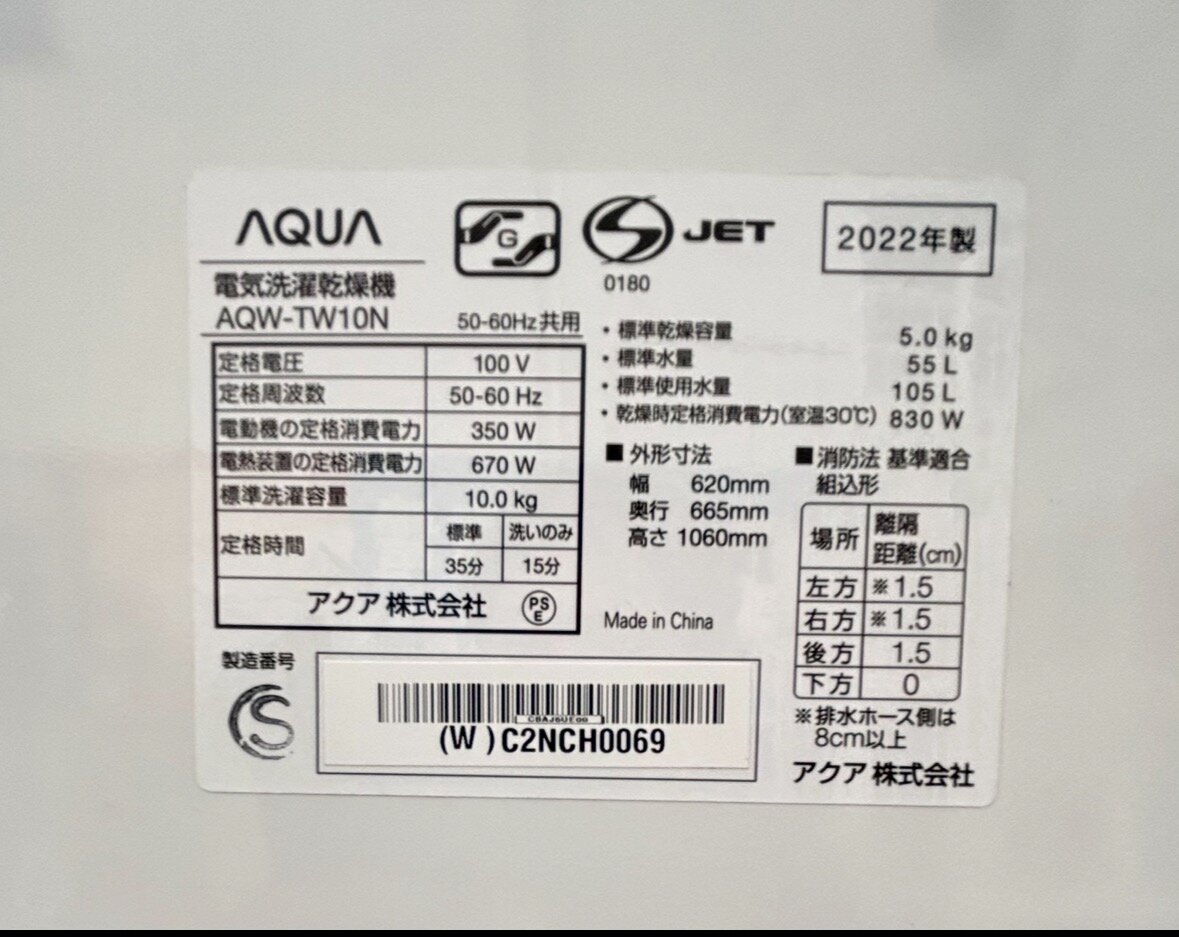 AQUA
G
JET
0180
2022年製
電気洗濯乾燥機
AQW-TW10N 50-60Hz共用
定格電圧 100 V
定格周波数 50-60 Hz
電動機の定格消費電力 350 W
電熱装置の定格消費電力 670 W
標準洗濯容量 10.0 kg
定格時間 標準 洗いのみ
35分 15分
アクア 株式会社 PS E
・標準乾燥容量 5.0 kg
・標準水量 55 L
・標準使用水量 105 L
・乾燥時定格消費電力(室温30℃) 830 W
■外形寸法
幅 620mm
奥行 665mm
高さ 1060mm
Made in China
■消防法 基準適合
組込形
場所 離隔距離(cm)
左方 ※1.5
右方 ※1.5
後方 1.5
下方 0
※排水ホース側は
8cm以上
アクア 株式会社
製造番号
S
(W )C2NCH0069